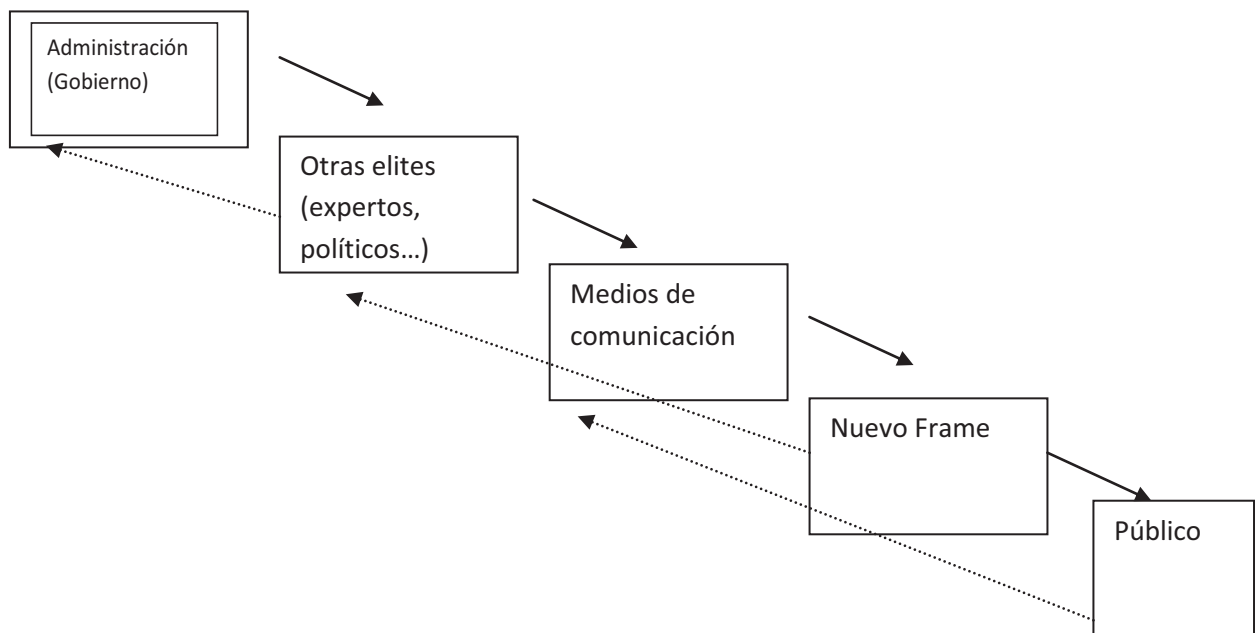 Administración
(Gobierno)
Otras elites
(expertos,
políticos...)
Medios de
comunicación
Nuevo Frame
Público